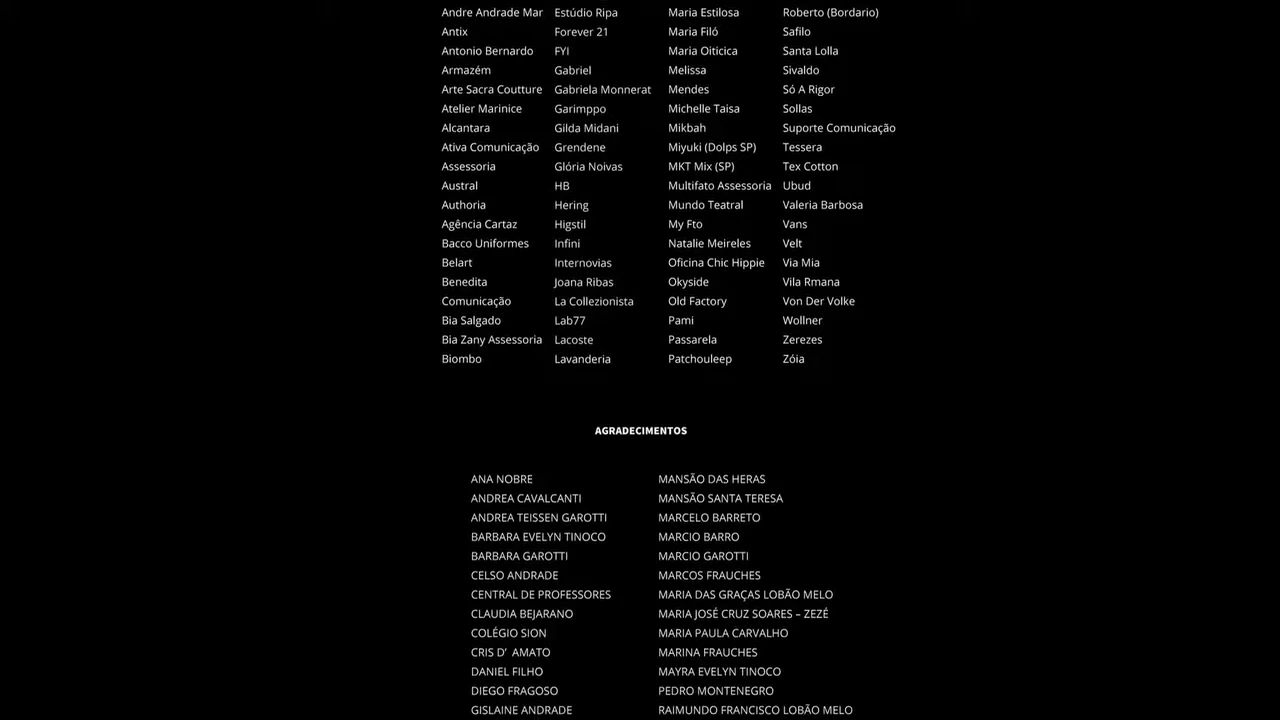 Andre Andrade Mar
Antix
Antonio Bernardo
Armazém
Arte Sacra Coutture
Atelier Marinice
Alcantara
Ativa Comunicação
Assessoria
Austral
Authoria
Agência Cartaz
Bacco Uniformes
Belart
Benedita
Comunicação
Bia Salgado
Bia Zany Assessoria
Biombo
Estúdio Ripa
Forever 21
FYI
Gabriel
Gabriela Monnerat
Garimppo
Gilda Midani
Grendene
Glória Noivas
HB
Hering
Higstil
Infini
Internovias
Joana Ribas
La Collezionista
Lab77
Lacoste
Lavanderia
Maria Estilosa
Maria Filó
Maria Oiticica
Melissa
Mendes
Michelle Taisa
Mikbah
Miyuki (Dolps SP)
MKT Mix (SP)
Multifato Assessoria
Mundo Teatral
My Fto
Natalie Meireles
Oficina Chic Hippie
Okyside
Old Factory
Pami
Passarela
Patchouleep
Roberto (Bordario)
Safilo
Santa Lolla
Sivaldo
Só A Rigor
Sollas
Suporte Comunicação
Tessera
Tex Cotton
Ubud
Valeria Barbosa
Vans
Velt
Via Mia
Vila Rmana
Von Der Volke
Wollner
Zerezes
Zóia
AGRADECIMENTOS
ANA NOBRE
ANDREA CAVALCANTI
ANDREA TEISSEN GAROTTI
BARBARA EVELYN TINOCO
BARBARA GAROTTI
CELSO ANDRADE
CENTRAL DE PROFESSORES
CLAUDIA BEJARANO
COLÉGIO SION
CRIS D’ AMATO
DANIEL FILHO
DIEGO FRAGOSO
GISLAINE ANDRADE
MANSÃO DAS HERAS
MANSÃO SANTA TERESA
MARCELO BARRETO
MARCIO BARRO
MARCIO GAROTTI
MARCOS FRAUCHES
MARIA DAS GRAÇAS LOBÃO MELO
MARIA JOSÉ CRUZ SOARES – ZEZÉ
MARIA PAULA CARVALHO
MARINA FRAUCHES
MAYRA EVELYN TINOCO
PEDRO MONTENEGRO
RAIMUNDO FRANCISCO LOBÃO MELO